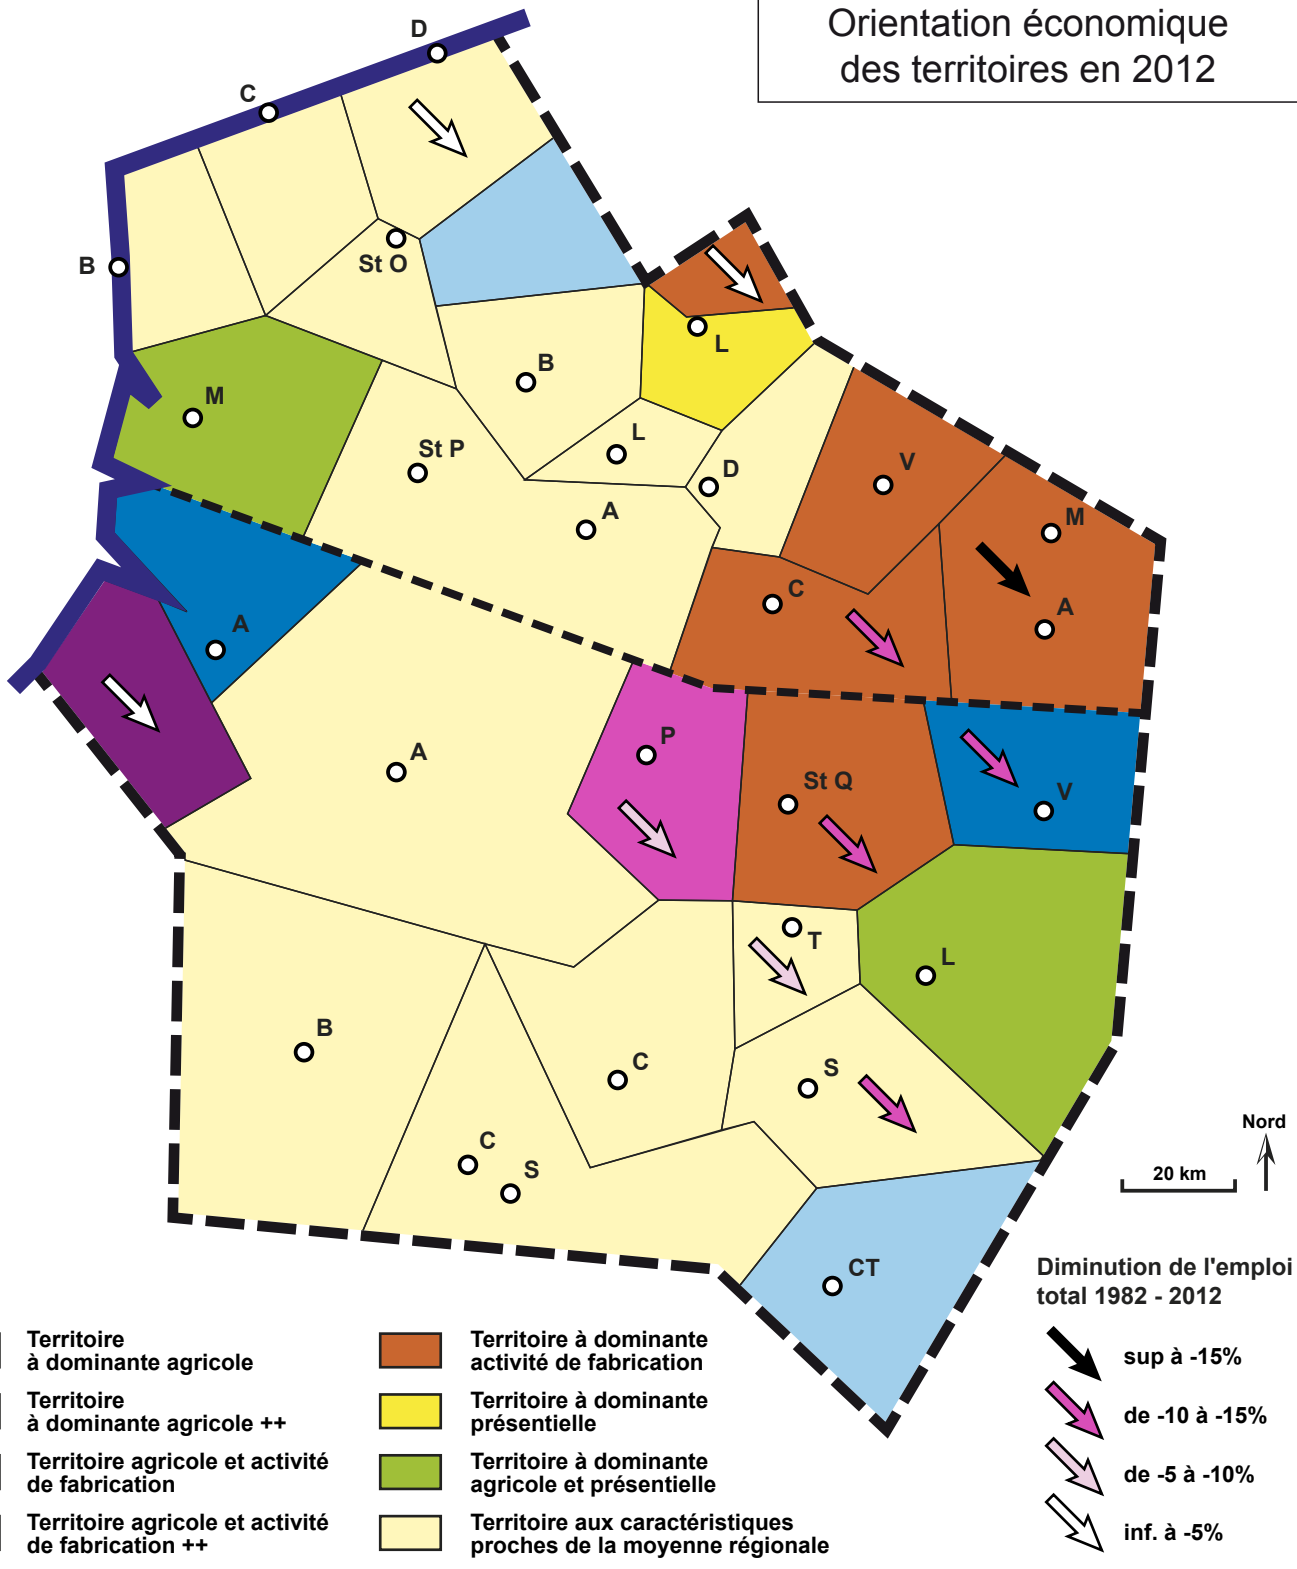 Orientation économique
des territoires en 2012
D
C
B
St O
L
B
M
L
St P
D
V
A
M
C
A
A
P
A
St Q
V
T
L
B
C
S
C
S
CT
Nord
20 km
Diminution de l'emploi
total 1982 - 2012
sup à -15%
de -10 à -15%
de -5 à -10%
inf. à -5%
Territoire
à dominante agricole
Territoire
à dominante agricole ++
Territoire agricole et activité
de fabrication
Territoire agricole et activité
de fabrication ++
Territoire à dominante
activité de fabrication
Territoire à dominante
présentielle
Territoire à dominante
agricole et présentielle
Territoire aux caractéristiques
proches de la moyenne régionale